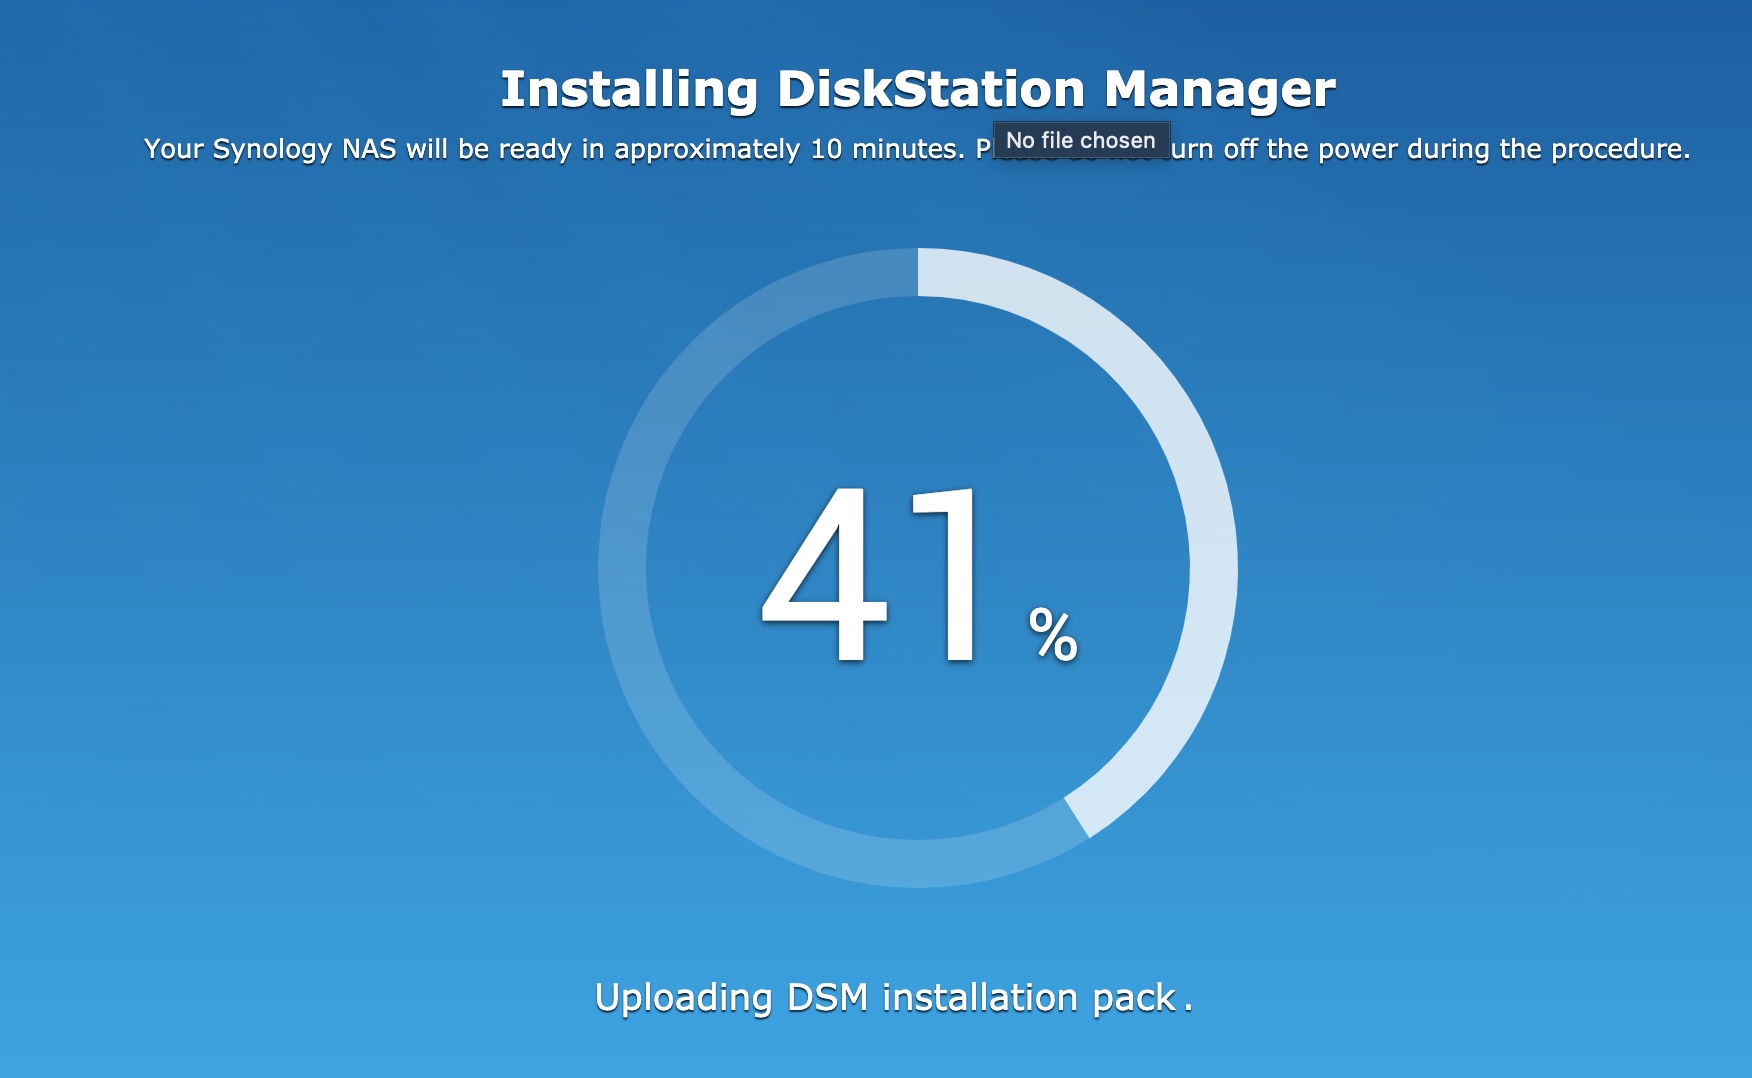 Installing DiskStation Manager
Your Synology NAS will be ready in approximately 10 minutes. P urn off the power during the procedure.
No file chosen
41 %
Uploading DSM installation pack .